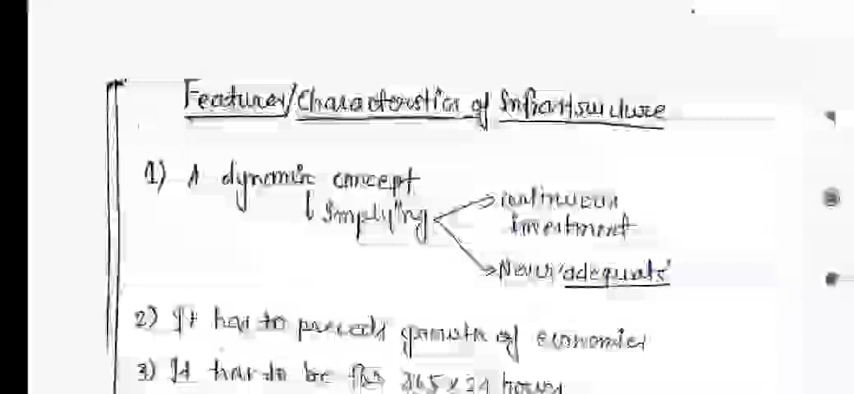 Features/Characteristics of Infrastructure
1) A dynamic concept
↳ Implying → continuous
investment
→ Never 'adequate'
2) It has to precede growth of economies
3) It has to be 365 x 24 hours